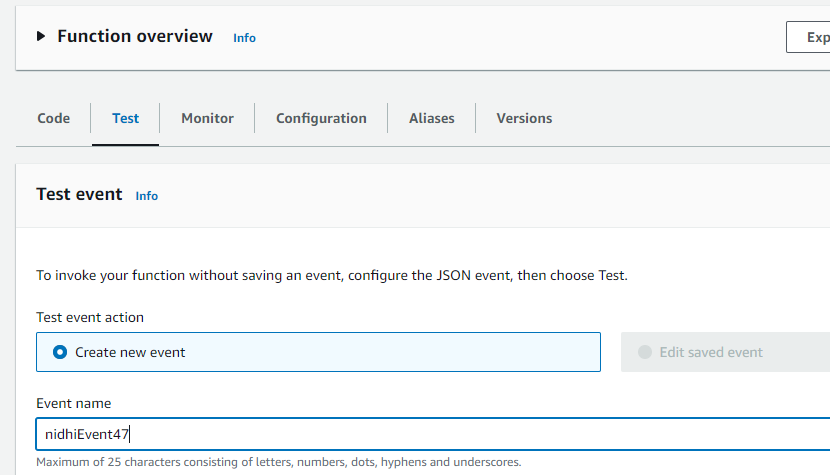 Function overview Info
Exp
Code Test Monitor Configuration Aliases Versions
Test event Info
To invoke your function without saving an event, configure the JSON event, then choose Test.
Test event action
Create new event
Edit saved event
Event name
nidhiEvent47
Maximum of 25 characters consisting of letters, numbers, dots, hyphens and underscores.